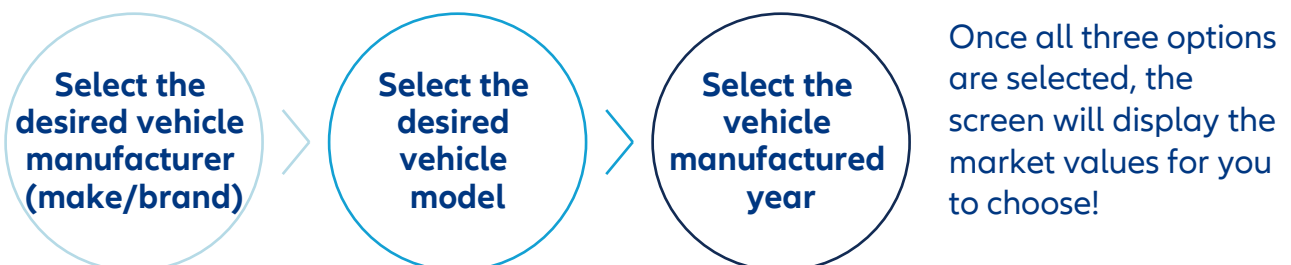 Select the
desired vehicle
manufacturer
(make/brand)
Select the
desired
vehicle
model
Select the
vehicle
manufactured
year
Once all three options
are selected, the
screen will display the
market values for you
to choose!